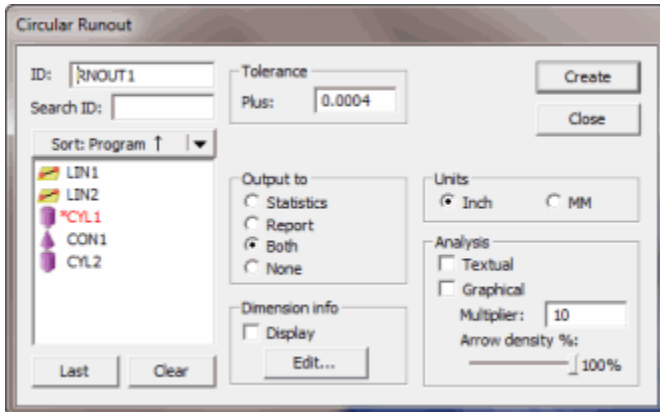 Circular Runout
ID: RNOUT1
Search ID:
Sort: Program ↑
LIN1
LIN2
*CYL1
CON1
CYL2
Last
Clear
Tolerance
Plus: 0.0004
Output to
Statistics
Report
Both
None
Dimension info
Display
Edit...
Create
Close
Units
Inch
MM
Analysis
Textual
Graphical
Multiplier: 10
Arrow density %:
100%